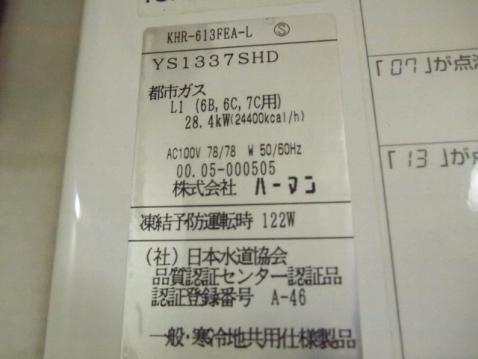 KHR-613FEA-L Ⓢ
YS1337SHD
都市ガス
L1 (6B,6C,7C用)
28.4kW(24400kcal/h)
AC100V 78/78 W 50/60Hz
00.05-000505
株式会社 ハーマン
凍結予防運転時 122W
(社)日本水道協会
品質認証センター認証品
認証登録番号 A-46
一般・寒冷地共用仕様製品
「07」が点
「13」が点